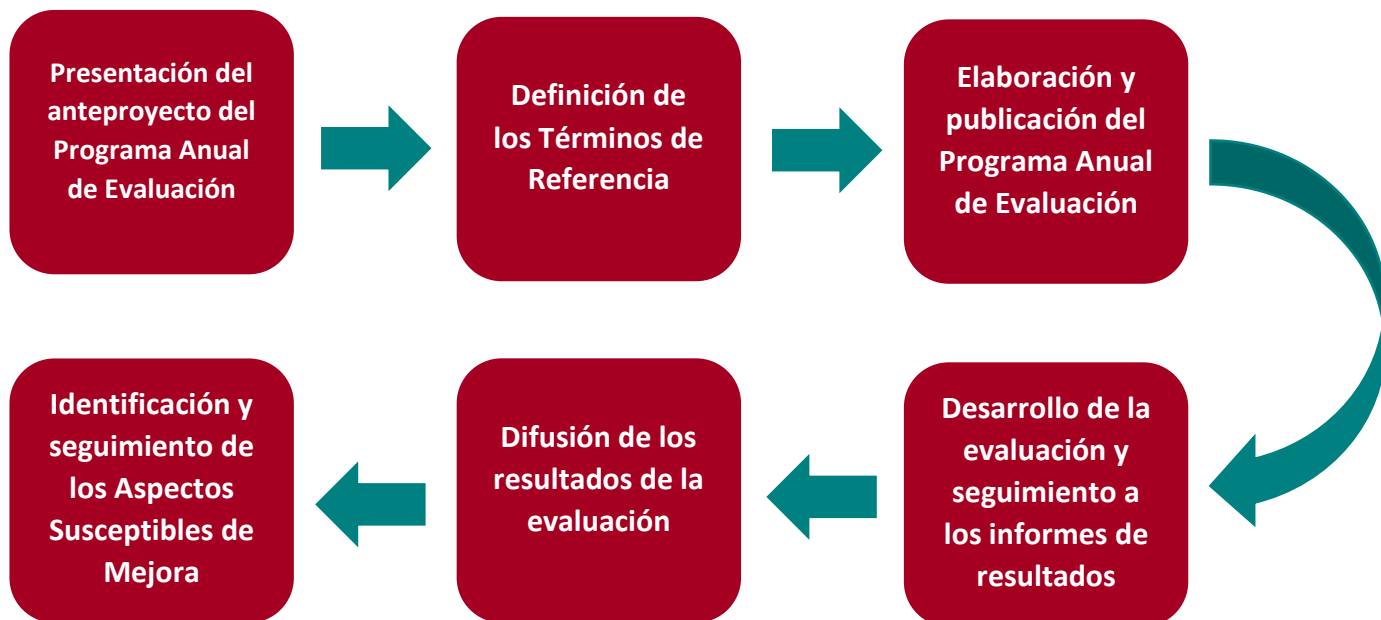 Presentación del
anteproyecto del
Programa Anual
de Evaluación
Definición de
los Términos de
Referencia
Elaboración y
publicación del
Programa Anual
de Evaluación
Desarrollo de la
evaluación y
seguimiento a
los informes de
resultados
Difusión de los
resultados de la
evaluación
Identificación y
seguimiento de
los Aspectos
Susceptibles de
Mejora